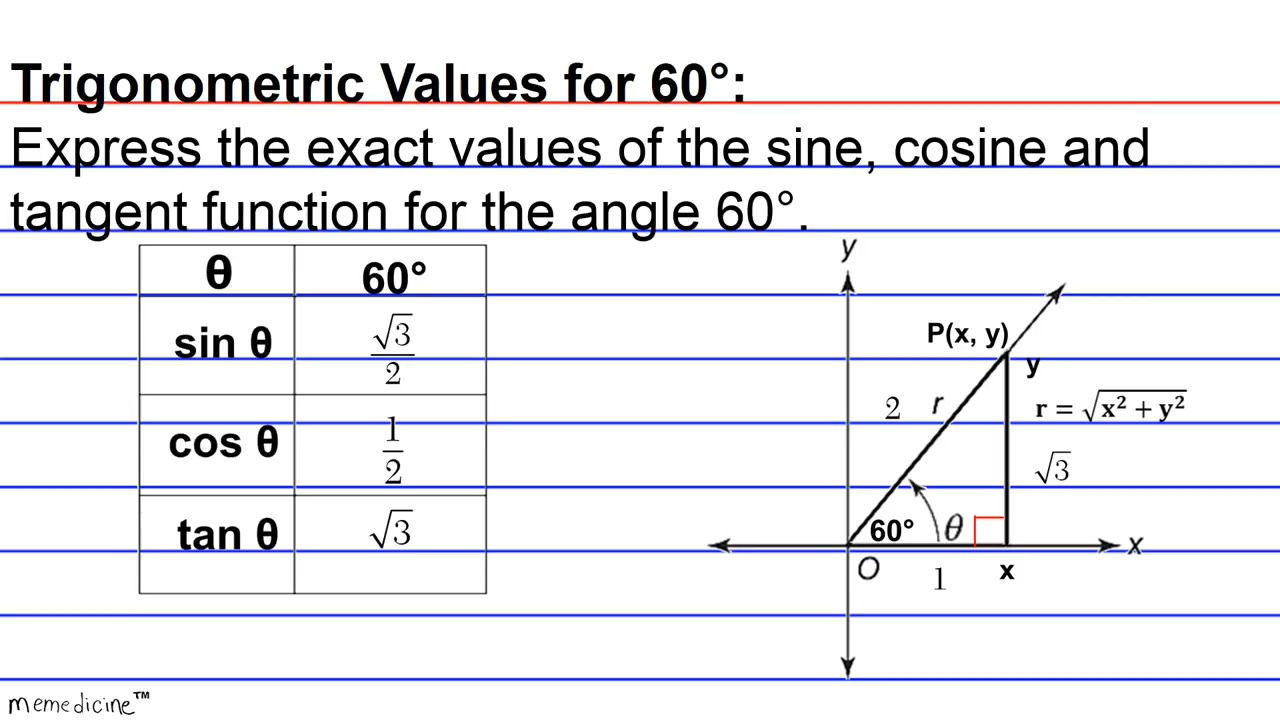 Trigonometric Values for 60°:
Express the exact values of the sine, cosine and
tangent function for the angle 60°.
θ 60°
sin θ √3/2
cos θ 1/2
tan θ √3
y
P(x, y)
y
2 r
r = √x² + y²
√3
60° θ
x
O
1
x
memedicine™